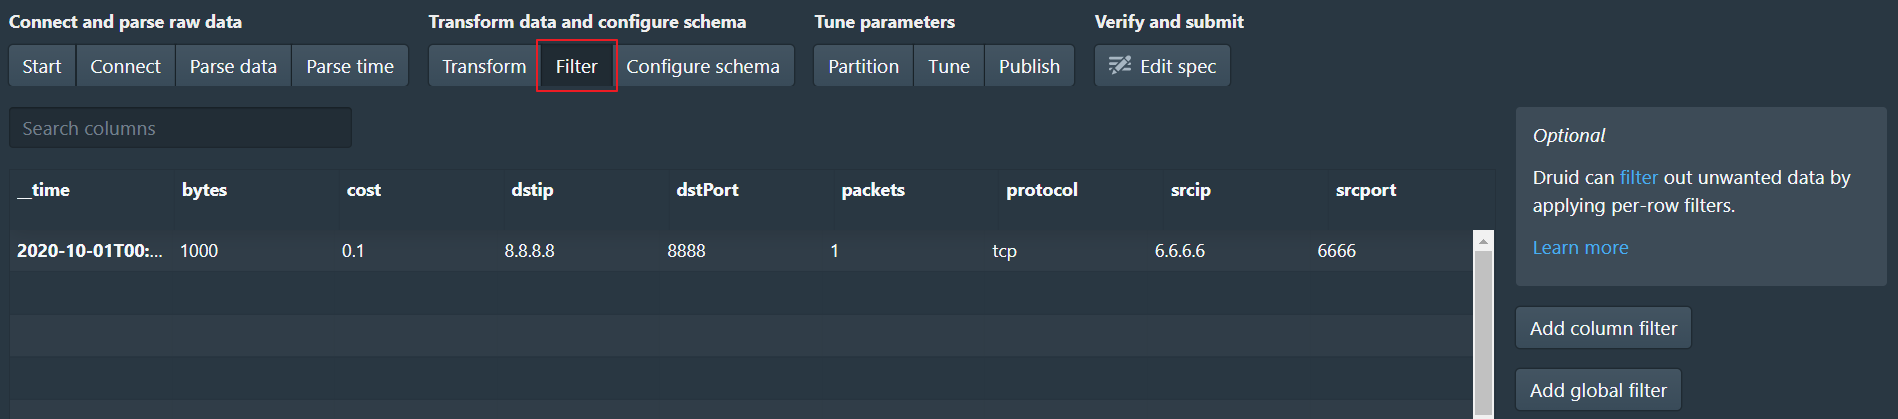 Connect and parse raw data Transform data and configure schema Tune parameters Verify and submit
Start Connect Parse data Parse time Transform Filter Configure schema Partition Tune Publish Edit spec
Search columns
Optional
Druid can filter out unwanted data by
applying per-row filters.
Learn more
__time bytes cost dstip dstPort packets protocol srcip srcport
2020-10-01T00:... 1000 0.1 8.8.8.8 8888 1 tcp 6.6.6.6 6666
Add column filter
Add global filter